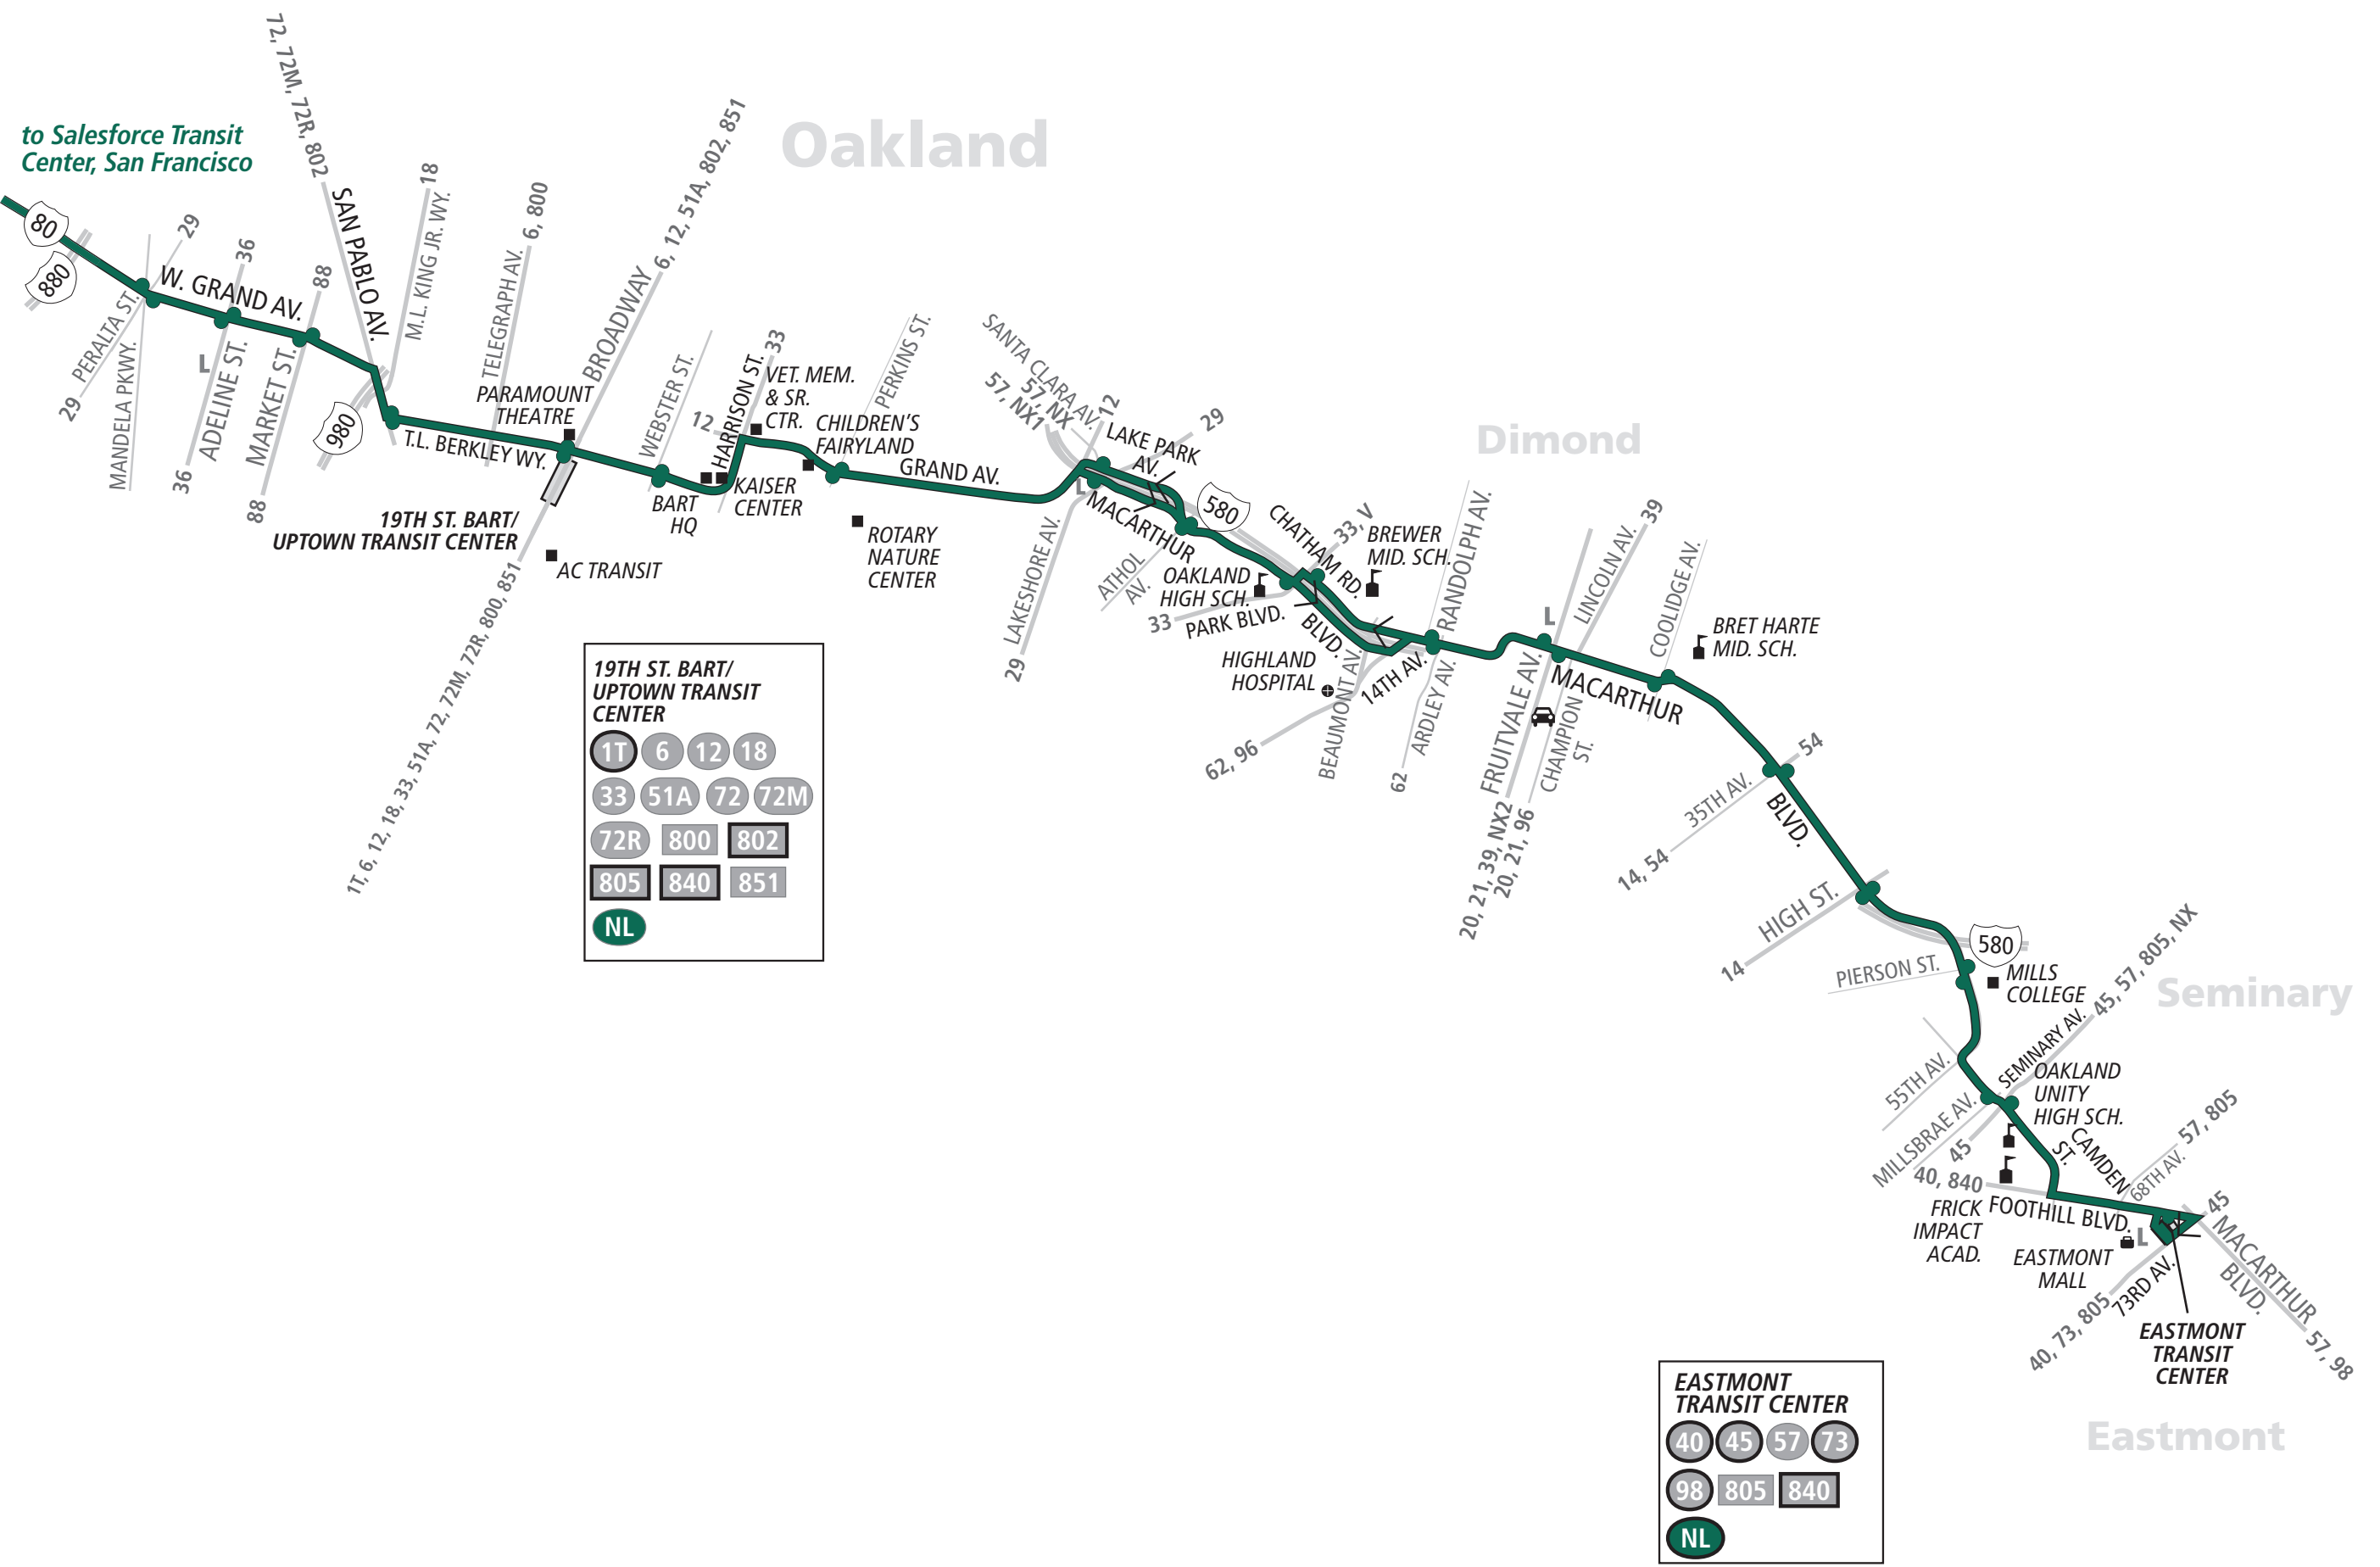 to Salesforce Transit
Center, San Francisco
Oakland
Dimond
Seminary
Eastmont
80
880
W. GRAND AV.
29
PERALTA ST.
29
MANDELA PKWY.
36
ADELINE ST.
36
L
88
MARKET ST.
88
72, 72M, 72R, 802
SAN PABLO AV.
18
M.L. KING JR. WY.
980
T.L. BERKLEY WY.
6, 800
TELEGRAPH AV.
PARAMOUNT
THEATRE
BROADWAY
6, 12, 51A, 802, 851
19TH ST. BART/
UPTOWN TRANSIT CENTER
AC TRANSIT
1T, 6, 12, 18, 33, 51A, 72, 72M, 72R, 800, 851
WEBSTER ST.
BART
HQ
12
HARRISON ST.
33
KAISER
CENTER
VET. MEM.
& SR.
CTR.
CHILDREN'S
FAIRYLAND
PERKINS ST.
GRAND AV.
ROTARY
NATURE
CENTER
SANTA CLARA AV.
57, NX
57, NX1
12
LAKE PARK
AV.
29
L
LAKESHORE AV.
29
MACARTHUR
BLVD.
580
ATHOL
AV.
OAKLAND
HIGH SCH.
33
PARK BLVD.
33, V
CHATHAM RD.
BREWER
MID. SCH.
HIGHLAND
HOSPITAL
BEAUMONT AV.
14TH AV.
62, 96
RANDOLPH AV.
ARDLEY AV.
62
L
FRUITVALE AV.
20, 21, 39, NX2
LINCOLN AV.
39
CHAMPION
ST.
20, 21, 96
MACARTHUR
BLVD.
COOLIDGE AV.
BRET HARTE
MID. SCH.
54
35TH AV.
14, 54
HIGH ST.
14
580
PIERSON ST.
MILLS
COLLEGE
55TH AV.
MILLSBRAE AV.
SEMINARY AV.
45, 57, 805, NX
45
OAKLAND
UNITY
HIGH SCH.
CAMDEN
ST.
40, 840
FRICK
IMPACT
ACAD.
FOOTHILL BLVD.
68TH AV.
57, 805
45
MACARTHUR
BLVD.
57, 98
EASTMONT
MALL
L
73RD AV.
40, 73, 805
EASTMONT
TRANSIT
CENTER
19TH ST. BART/
UPTOWN TRANSIT
CENTER
1T 6 12 18
33 51A 72 72M
72R 800 802
805 840 851
NL
EASTMONT
TRANSIT CENTER
40 45 57 73
98 805 840
NL